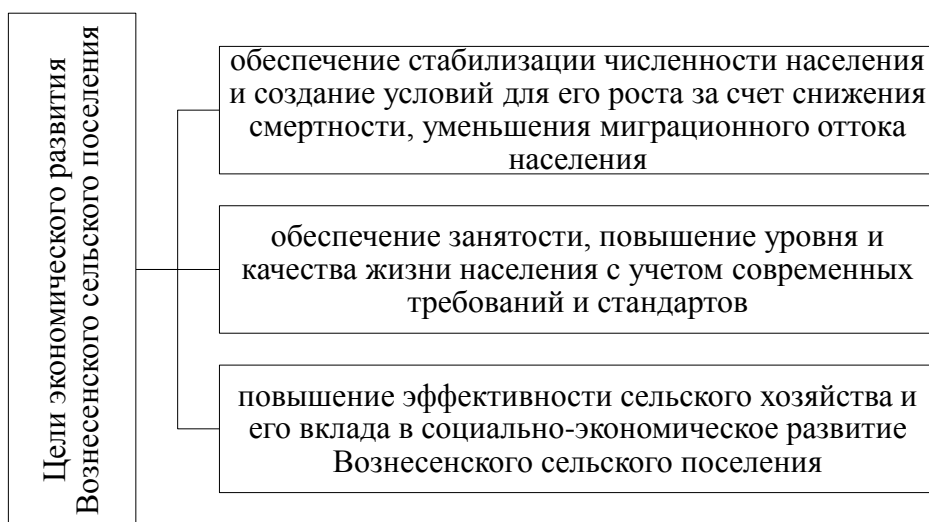 Цели экономического развития
Вознесенского сельского поселения
обеспечение стабилизации численности населения
и создание условий для его роста за счет снижения
смертности, уменьшения миграционного оттока
населения
обеспечение занятости, повышение уровня и
качества жизни населения с учетом современных
требований и стандартов
повышение эффективности сельского хозяйства и
его вклада в социально-экономическое развитие
Вознесенского сельского поселения